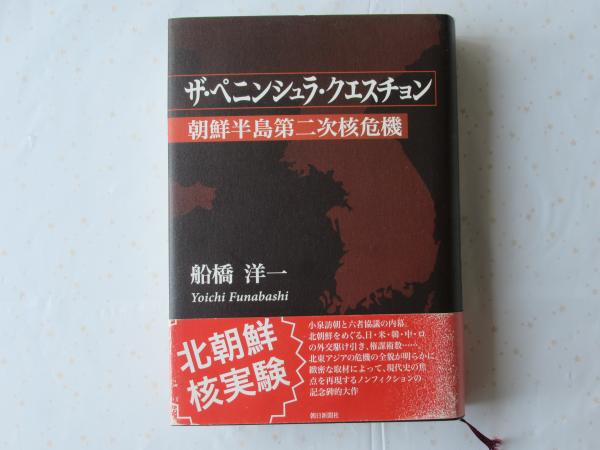 ザ・ペニンシュラ・クエスチョン
朝鮮半島第二次核危機
船橋 洋一
Yoichi Funabashi
北朝鮮
核実験
小泉訪朝と六者協議の内幕。
北朝鮮をめぐる、日・米・韓・中・ロ
の外交駆け引き、権謀術数……
北東アジアの危機の全貌が明らかに。
緻密な取材によって、現代史の焦
点を再現するノンフィクションの
記念碑的大作
朝日新聞社